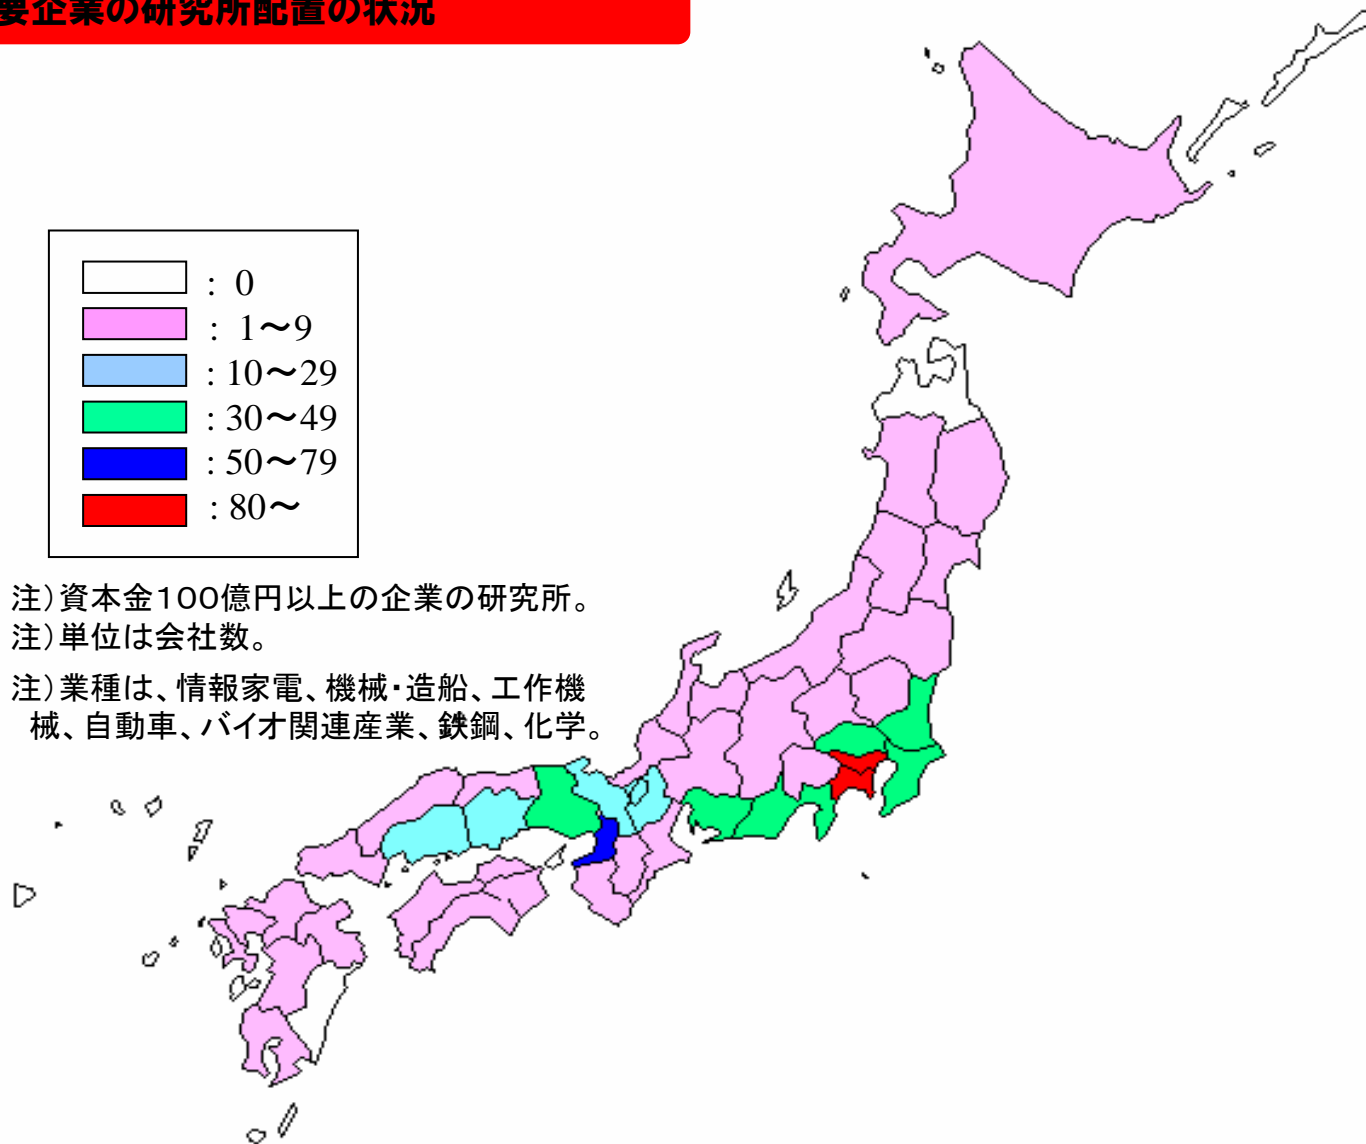 要企業の研究所配置の状況
: 0
: 1～9
: 10～29
: 30～49
: 50～79
: 80～
注)資本金100億円以上の企業の研究所。
注)単位は会社数。
注)業種は、情報家電、機械・造船、工作機
械、自動車、バイオ関連産業、鉄鋼、化学。